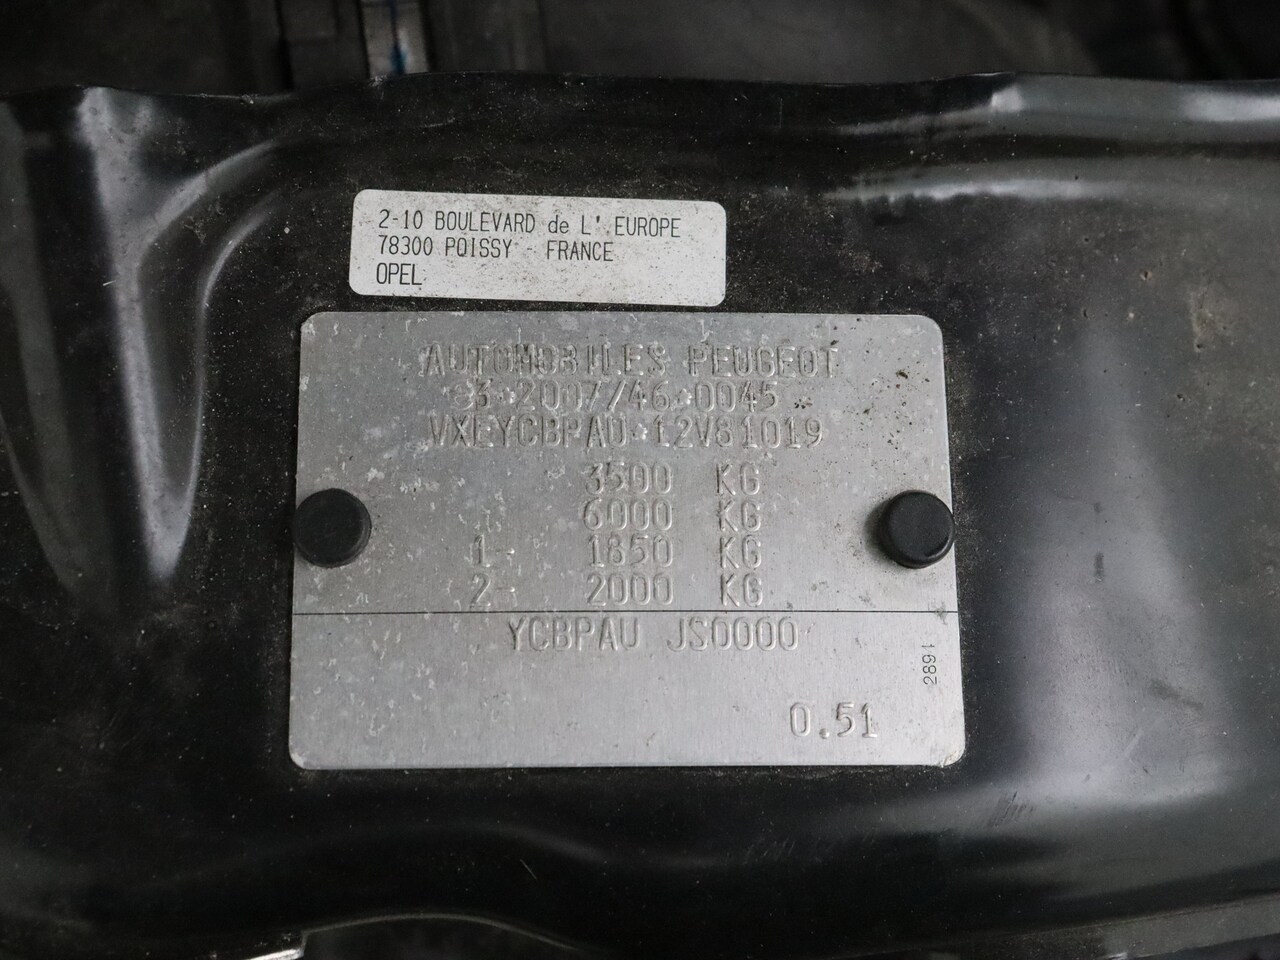 2-10 BOULEVARD de L'.EUROPE
78300 POISSY - FRANCE
OPEL
AUTOMOBILES PEUGEOT
e3*2007/46*0045
VXEYCBPAU 12V81019
3500 KG
6000 KG
1- 1850 KG
2- 2000 KG
YCBPAU JS0000
2891
0.51